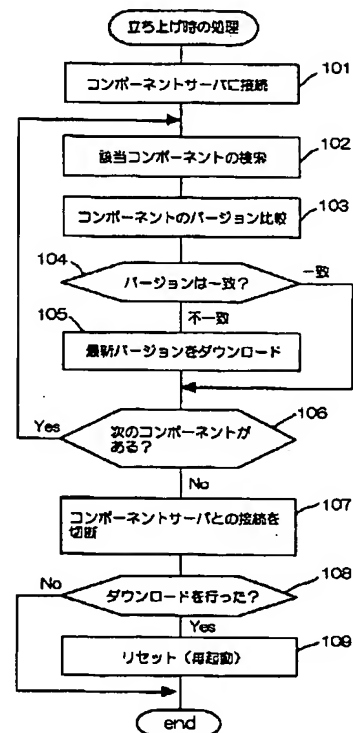 立ち上げ時の処理
101
コンポーネントサーバに接続
102
該当コンポーネントの検索
103
コンポーネントのバージョン比較
104
バージョンは一致？
一致
105
不一致
最新バージョンをダウンロード
106
Yes
次のコンポーネントが
ある？
No
107
コンポーネントサーバとの接続を
切断
108
No
ダウンロードを行った？
Yes
109
リセット（再起動）
end